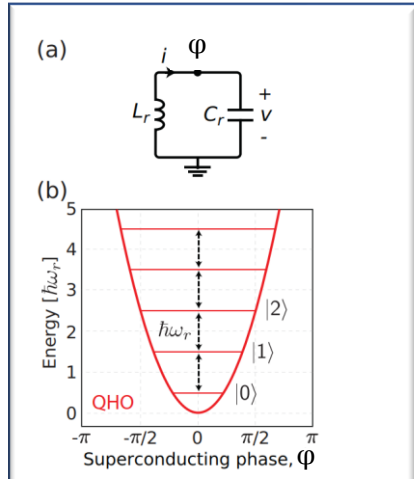 (a)
i
φ
L_r
C_r
+
v
-
(b)
Energy [ℏω_r]
5
4
3
2
1
0
|2⟩
ℏω_r
|1⟩
|0⟩
QHO
-π
-π/2
0
π/2
π
Superconducting phase, φ